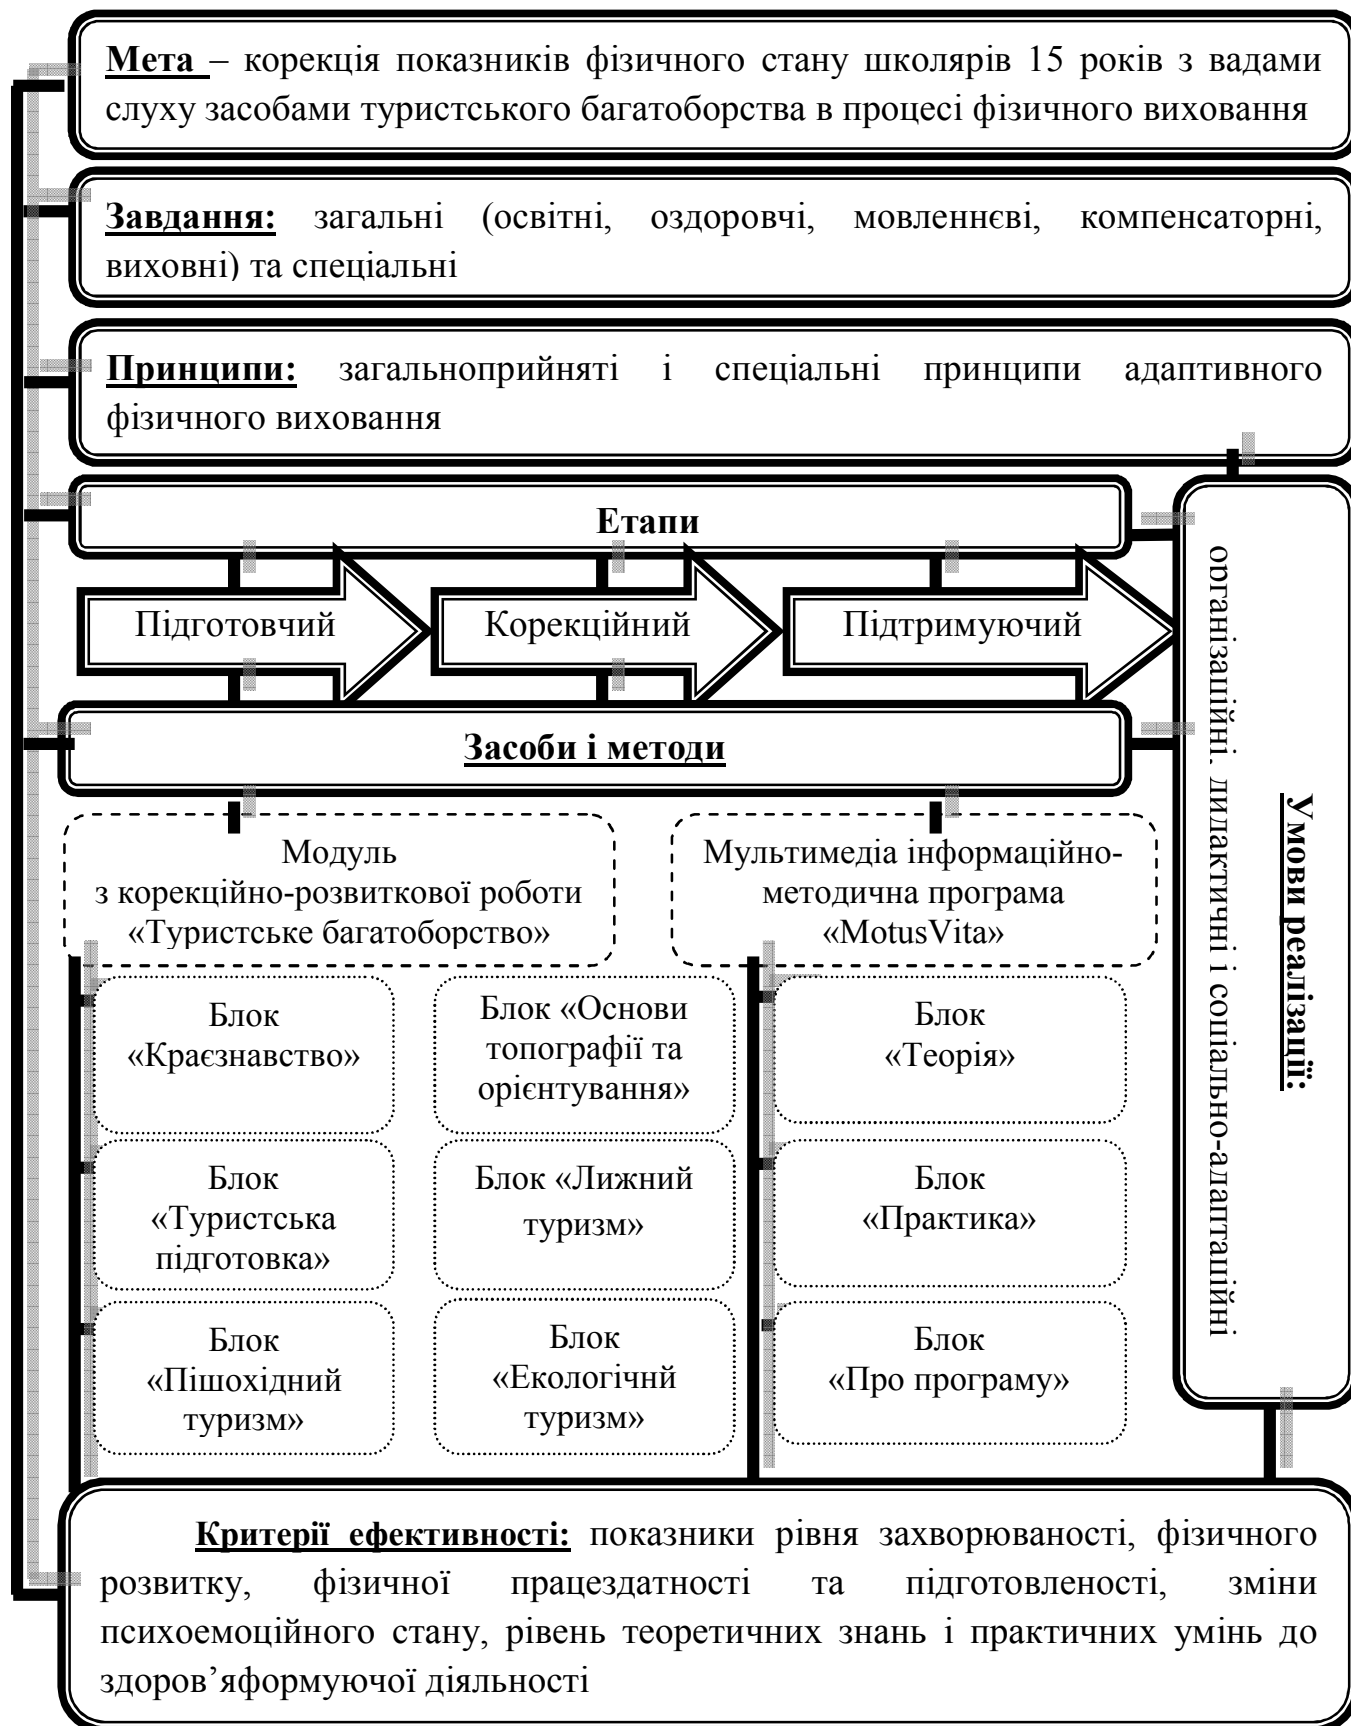 Мета – корекція показників фізичного стану школярів 15 років з вадами
слуху засобами туристського багатоборства в процесі фізичного виховання
Завдання: загальні (освітні, оздоровчі, мовленнєві, компенсаторні,
виховні) та спеціальні
Принципи: загальноприйняті і спеціальні принципи адаптивного
фізичного виховання
Етапи
Підготовчий
Корекційний
Підтримуючий
Засоби і методи
Умови реалізації:
організаційні, дидактичні і соціально-адаптаційні
Модуль
з корекційно-розвиткової роботи
«Туристське багатоборство»
Мультимедіа інформаційно-
методична програма
«MotusVita»
Блок
«Краєзнавство»
Блок «Основи
топографії та
орієнтування»
Блок
«Теорія»
Блок
«Туристська
підготовка»
Блок «Лижний
туризм»
Блок
«Практика»
Блок
«Пішохідний
туризм»
Блок
«Екологічнй
туризм»
Блок
«Про програму»
Критерії ефективності: показники рівня захворюваності, фізичного
розвитку, фізичної працездатності та підготовленості, зміни
психоемоційного стану, рівень теоретичних знань і практичних умінь до
здоров’яформуючої діяльності